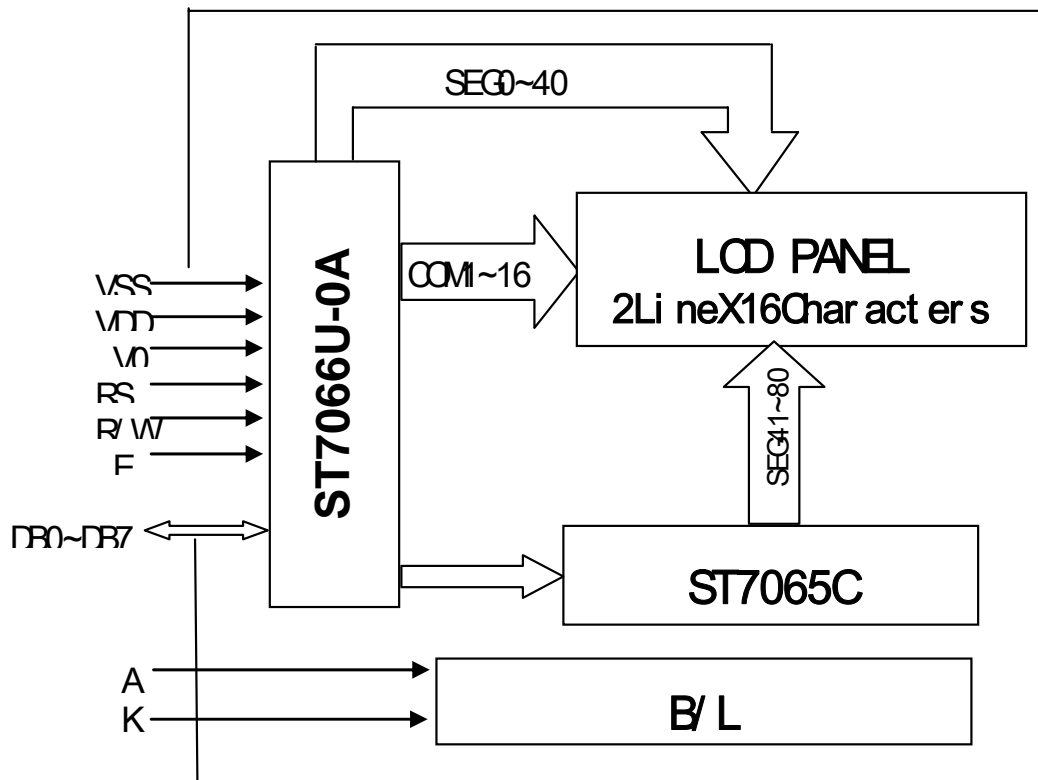 SEG0~40
LCD PANEL
2LineX16Characters
COM1~16
ST7066U-0A
VSS
VDD
V0
RS
R/W
E
DB0~DB7
SEG41~80
ST7065C
A
K
B/L